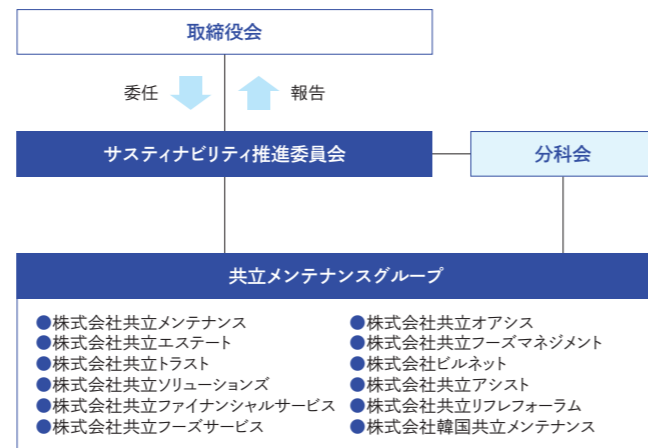 取締役会
委任
報告
サスティナビリティ推進委員会
分科会
共立メンテナンスグループ
●株式会社共立メンテナンス
●株式会社共立エステート
●株式会社共立トラスト
●株式会社共立ソリューションズ
●株式会社共立ファイナンシャルサービス
●株式会社共立フーズサービス
●株式会社共立オアシス
●株式会社共立フーズマネジメント
●株式会社ビルネット
●株式会社共立アシスト
●株式会社共立リフレフォーラム
●株式会社韓国共立メンテナンス